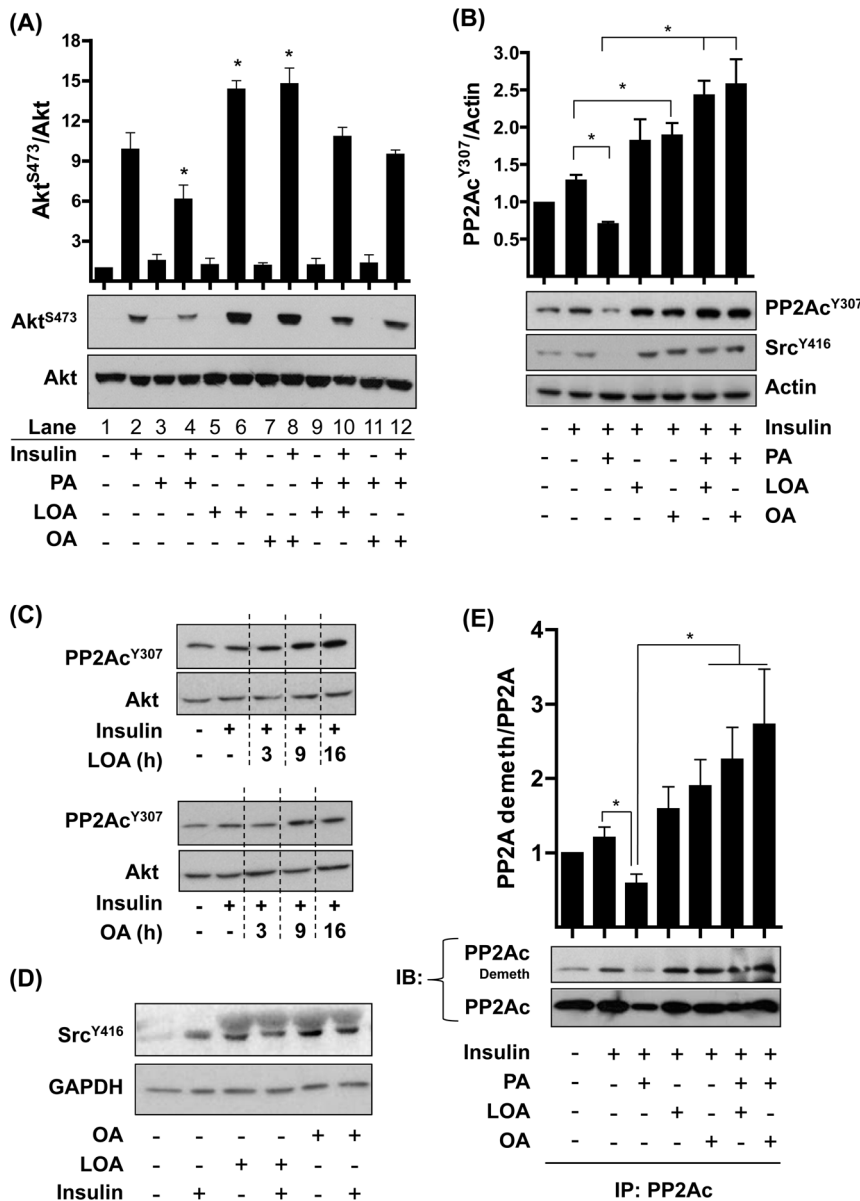 (A)
18
15
12
9
6
3
Akt^S473/Akt
* * * *
Akt^S473
Akt
Lane 1 2 3 4 5 6 7 8 9 10 11 12
Insulin - + - + - + - + - + - +
PA - - + + - - - - + + + +
LOA - - - - + + - - + + - -
OA - - - - - - + + - - + +
(B)
3.0
2.5
2.0
1.5
1.0
0.5
PP2Ac^Y307/Actin
*
*
*
PP2Ac^Y307
Src^Y416
Actin
- + + + + + + Insulin
- - + - - + + PA
- - - + - + - LOA
- - - - + - + OA
(C)
PP2Ac^Y307
Akt
Insulin - + + + +
LOA (h) 3 9 16
PP2Ac^Y307
Akt
Insulin - + + + +
OA (h) 3 9 16
(D)
Src^Y416
GAPDH
OA - - - - + +
LOA - - + + - -
Insulin - + - + - +
(E)
4
3
2
1
PP2A demeth/PP2A
*
*
IB:
PP2Ac
Demeth
PP2Ac
Insulin - + + + + + +
PA - - + - - + +
LOA - - - + - + -
OA - - - - + - +
IP: PP2Ac